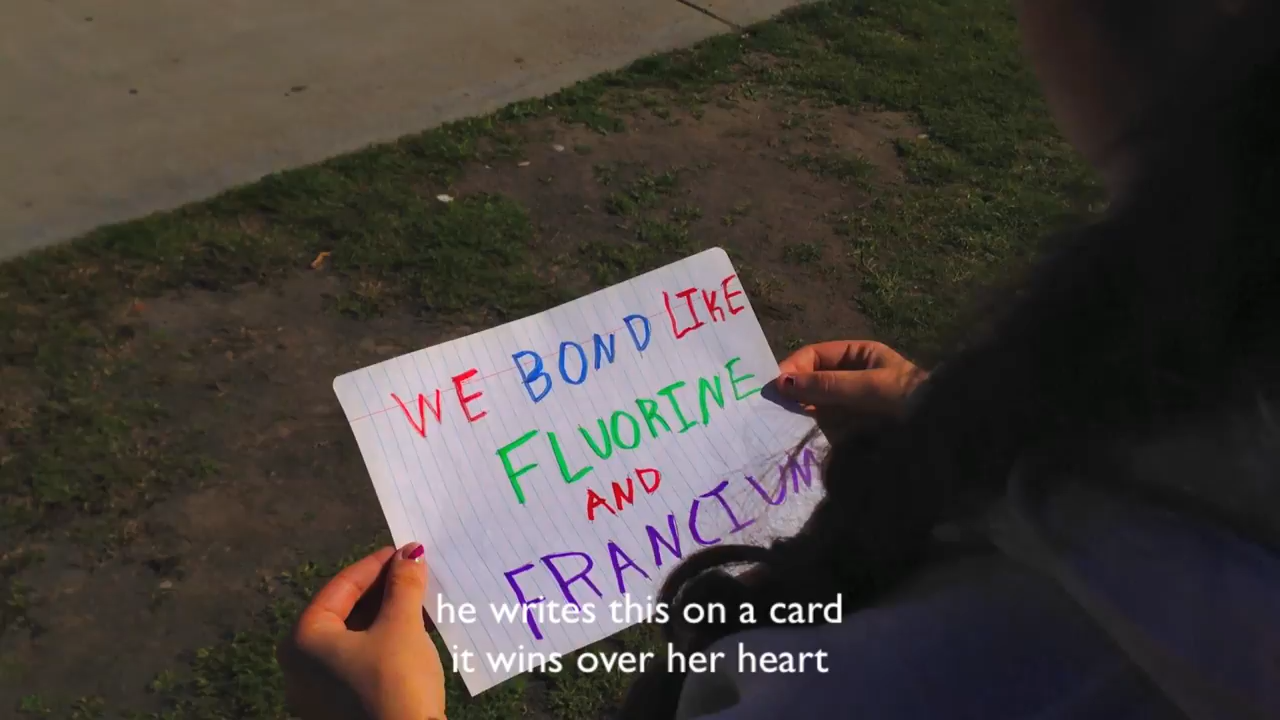 WE BOND LIKE
FLUORINE
AND
FRANCIUM
he writes this on a card
it wins over her heart